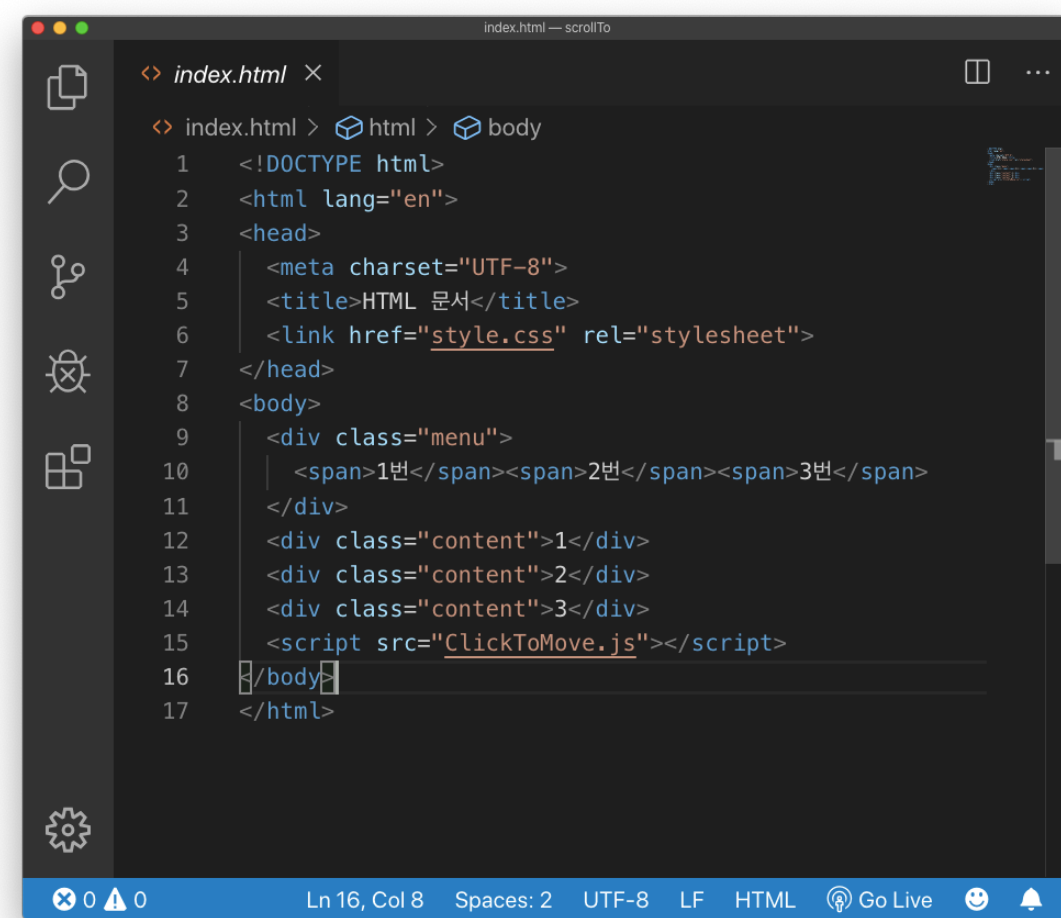 index.html — scrollTo
index.html
index.html > html > body
1 <!DOCTYPE html>
2 <html lang="en">
3 <head>
4 <meta charset="UTF-8">
5 <title>HTML 문서</title>
6 <link href="style.css" rel="stylesheet">
7 </head>
8 <body>
9 <div class="menu">
10 <span>1번</span><span>2번</span><span>3번</span>
11 </div>
12 <div class="content">1</div>
13 <div class="content">2</div>
14 <div class="content">3</div>
15 <script src="ClickToMove.js"></script>
16 </body>
17 </html>
0 0 Ln 16, Col 8 Spaces: 2 UTF-8 LF HTML Go Live